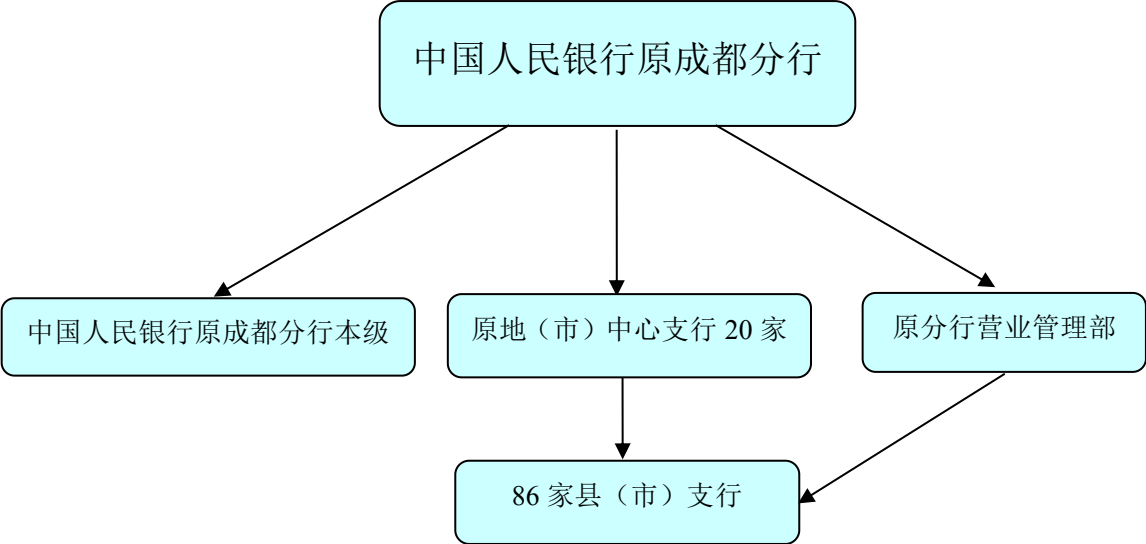 中国人民银行原成都分行
中国人民银行原成都分行本级
原地（市）中心支行 20 家
原分行营业管理部
86 家县（市）支行